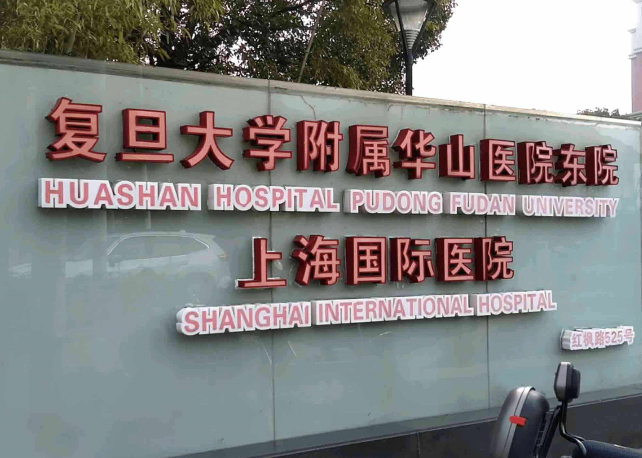 复旦大学附属华山医院东院
HUASHAN HOSPITAL PUDONG FUDAN UNIVERSITY
上海国际医院
SHANGHAI INTERNATIONAL HOSPITAL
红枫路525号